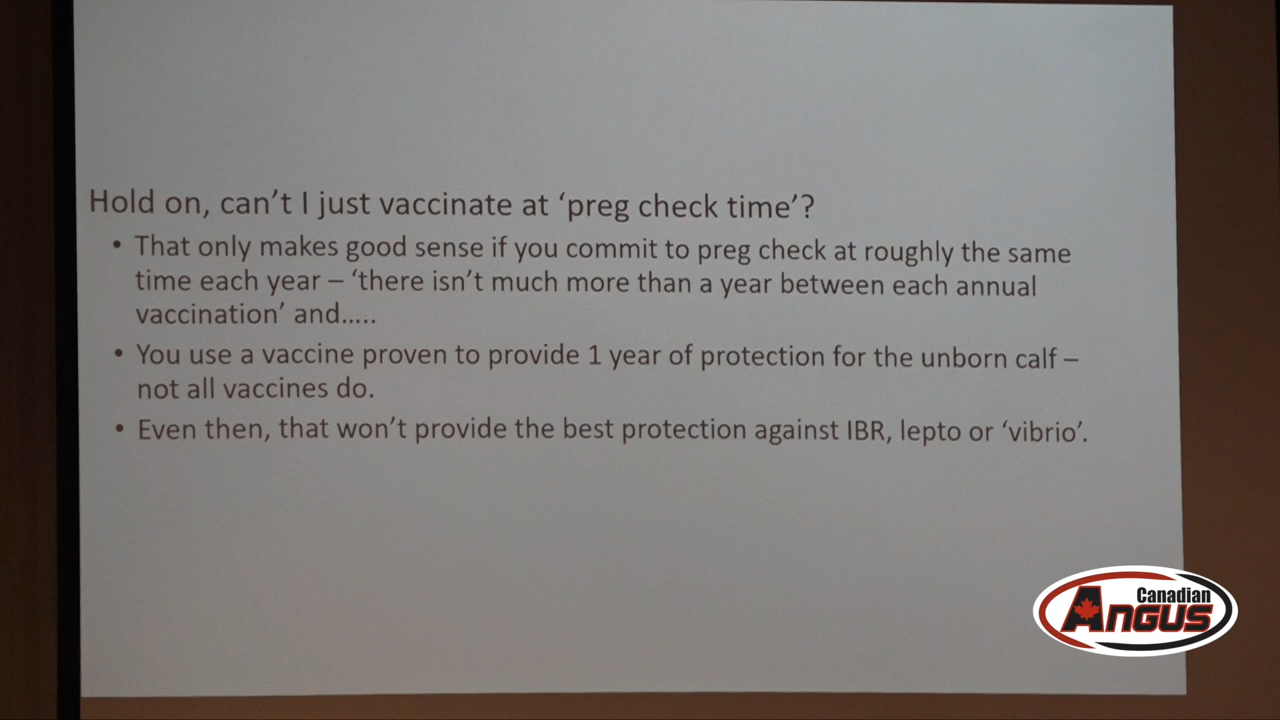 Hold on, can't I just vaccinate at ‘preg check time’?
• That only makes good sense if you commit to preg check at roughly the same
time each year – ‘there isn't much more than a year between each annual
vaccination’ and.....
• You use a vaccine proven to provide 1 year of protection for the unborn calf –
not all vaccines do.
• Even then, that won't provide the best protection against IBR, lepto or ‘vibrio’.
Canadian
ANGUS